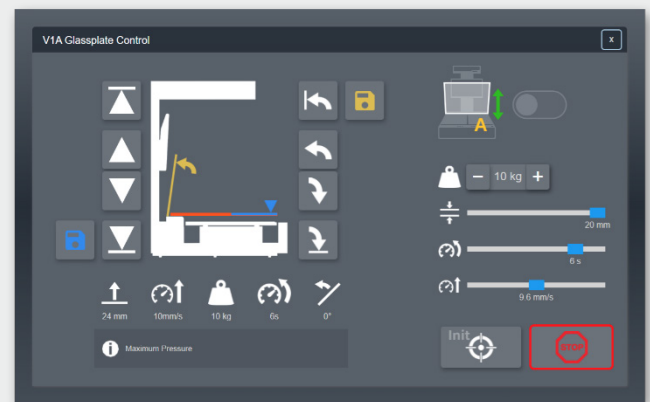 V1A Glassplate Control
x
A
10 kg
20 mm
6 s
9.6 mm/s
24 mm
10mm/s
10 kg
6s
0°
Maximum Pressure
Init
STOP